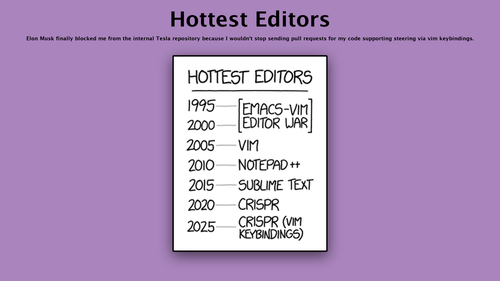 Hottest Editors
Elon Musk finally blocked me from the internal Tesla repository because I wouldn't stop sending pull requests for my code supporting steering via vim keybindings.
HOTTEST EDITORS
1995
[EMACS-VIM
2000
EDITOR WAR]
2005 VIM
2010 NOTEPAD++
2015 SUBLIME TEXT
2020 CRISPR
2025 CRISPR (VIM
KEYBINDINGS)